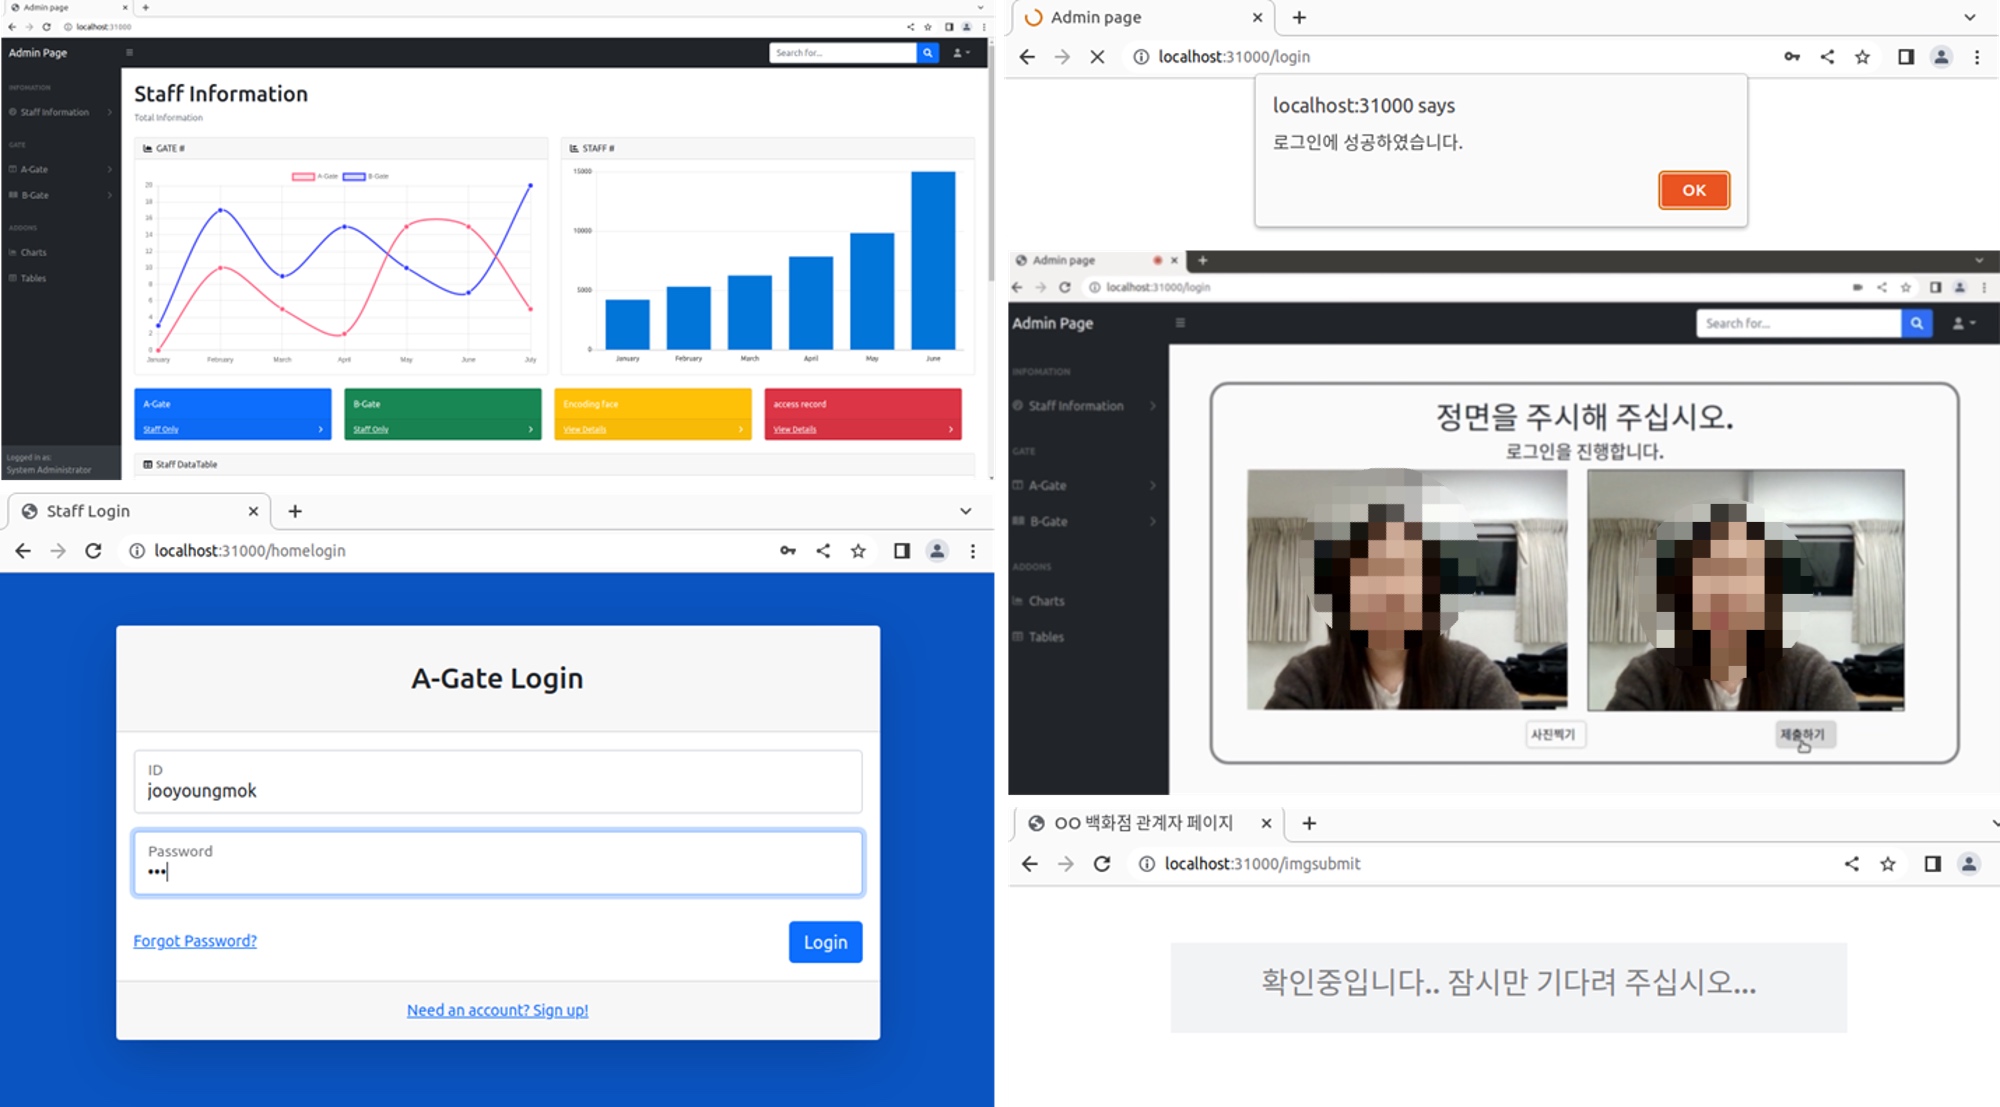 Admin page
localhost:31000
Admin Page
Search for...
INFOMATION
Staff Information
GATE
A-Gate
B-Gate
ADDONS
Charts
Tables
Logged in as:
System Administrator
Staff Information
Total Information
GATE #
A-Gate B-Gate
20
18
16
14
12
10
8
6
4
2
0
January February March April May June July
STAFF #
15000
10000
5000
0
January February March April May June
A-Gate
Staff Only
B-Gate
Staff Only
Encoding face
View Details
access record
View Details
Staff DataTable
Staff Login
localhost:31000/homelogin
A-Gate Login
ID
jooyoungmok
Password
•••
Forgot Password?
Login
Need an account? Sign up!
Admin page
localhost:31000/login
localhost:31000 says
로그인에 성공하였습니다.
OK
Admin page
localhost:31000/login
Admin Page
Search for...
INFOMATION
Staff Information
GATE
A-Gate
B-Gate
ADDONS
Charts
Tables
정면을 주시해 주십시오.
로그인을 진행합니다.
사진찍기
제출하기
OO 백화점 관계자 페이지
localhost:31000/imgsubmit
확인중입니다.. 잠시만 기다려 주십시오...